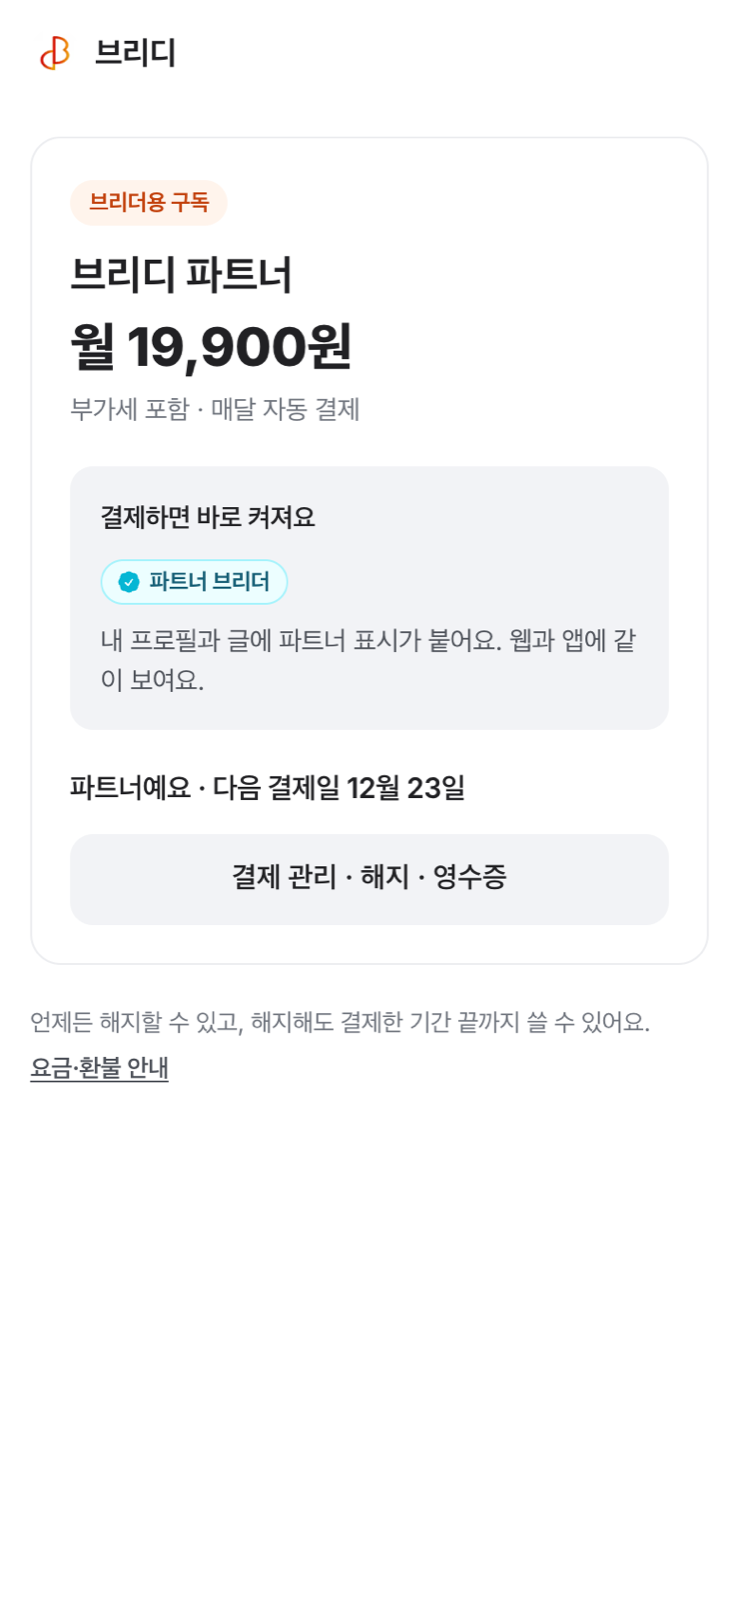 브리디
브리더용 구독
브리디 파트너
월 19,900원
부가세 포함 · 매달 자동 결제
결제하면 바로 켜져요
파트너 브리더
내 프로필과 글에 파트너 표시가 붙어요. 웹과 앱에 같
이 보여요.
파트너예요 · 다음 결제일 12월 23일
결제 관리 · 해지 · 영수증
언제든 해지할 수 있고, 해지해도 결제한 기간 끝까지 쓸 수 있어요.
요금·환불 안내